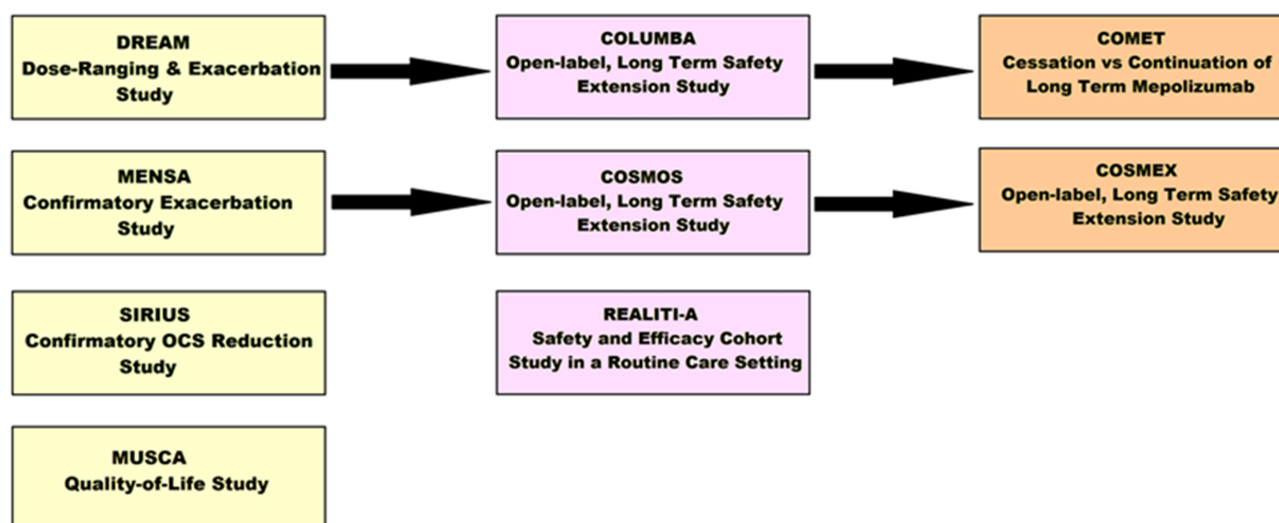 DREAM
Dose-Ranging & Exacerbation
Study
COLUMBA
Open-label, Long Term Safety
Extension Study
COMET
Cessation vs Continuation of
Long Term Mepolizumab
MENSA
Confirmatory Exacerbation
Study
COSMOS
Open-label, Long Term Safety
Extension Study
COSMEX
Open-label, Long Term Safety
Extension Study
SIRIUS
Confirmatory OCS Reduction
Study
REALITI-A
Safety and Efficacy Cohort
Study in a Routine Care Setting
MUSCA
Quality-of-Life Study